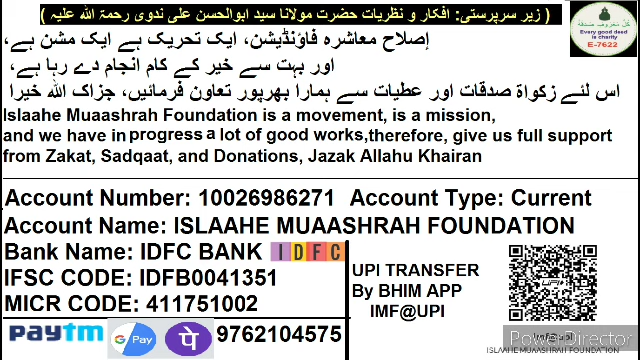 ( زیر سرپرستی: افکار و نظریات حضرت مولانا سید ابوالحسن علی ندوی رحمۃ اللہ علیہ )
Every good deed
is charity
E-7622
إصلاح معاشرہ فاؤنڈیشن، ایک تحریک ہے ایک مشن ہے،
اور بہت سے خیر کے کام انجام دے رہا ہے،
اس لئے زکواۃ صدقات اور عطیات سے ہمارا بھرپور تعاون فرمائیں، جزاک اللہ خیرا
Islaahe Muaashrah Foundation is a movement, is a mission,
and we have in progress a lot of good works,therefore, give us full support
from Zakat, Sadqaat, and Donations, Jazak Allahu Khairan
Account Number: 10026986271 Account Type: Current
Account Name: ISLAAHE MUAASHRAH FOUNDATION
Bank Name: IDFC BANK IDFC
IFSC CODE: IDFB0041351
MICR CODE: 411751002
UPI TRANSFER
By BHIM APP
IMF@UPI
paytm G Pay पे 9762104575
PowerDirector
ISLAAHE MUAASHRAH FOUNDATION